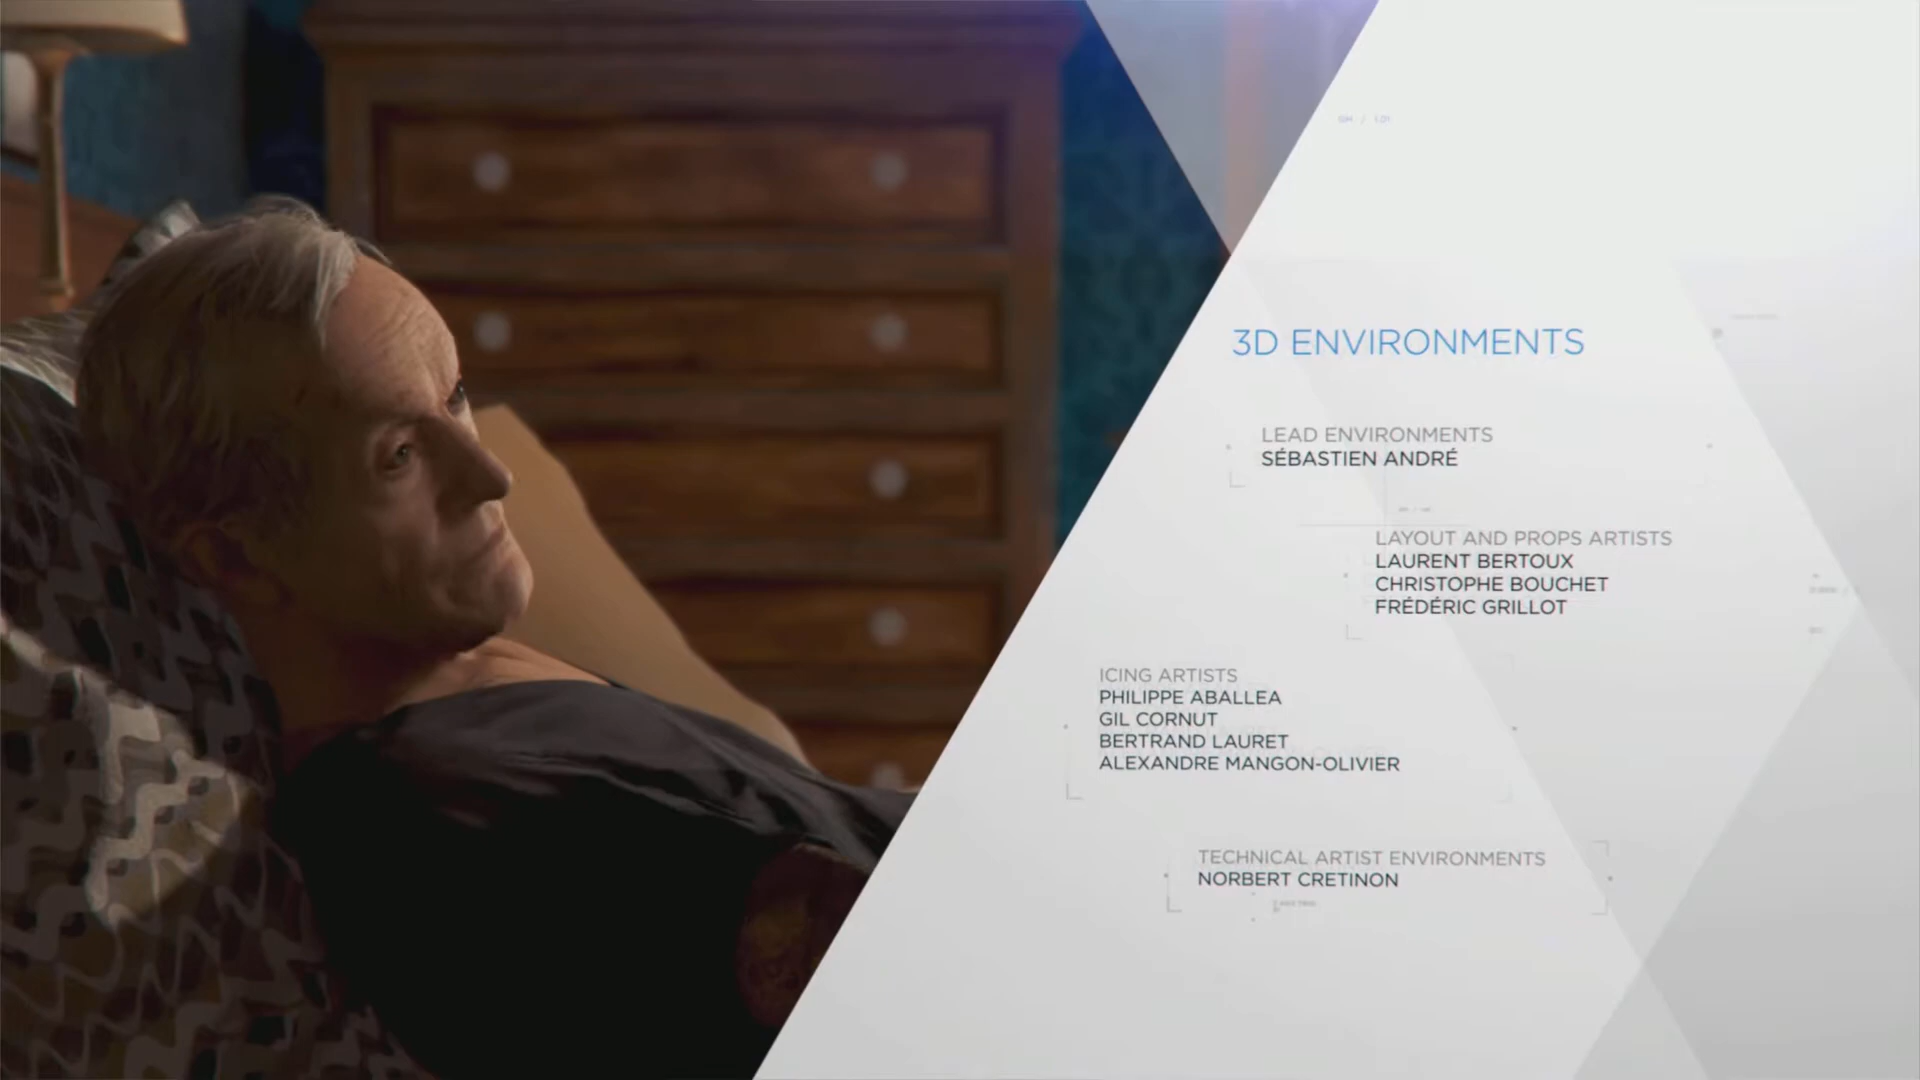 3D ENVIRONMENTS
LEAD ENVIRONMENTS
SÉBASTIEN ANDRÉ
LAYOUT AND PROPS ARTISTS
LAURENT BERTOUX
CHRISTOPHE BOUCHET
FRÉDÉRIC GRILLOT
ICING ARTISTS
PHILIPPE ABALLEA
GIL CORNUT
BERTRAND LAURET
ALEXANDRE MANGON-OLIVIER
TECHNICAL ARTIST ENVIRONMENTS
NORBERT CRETINON